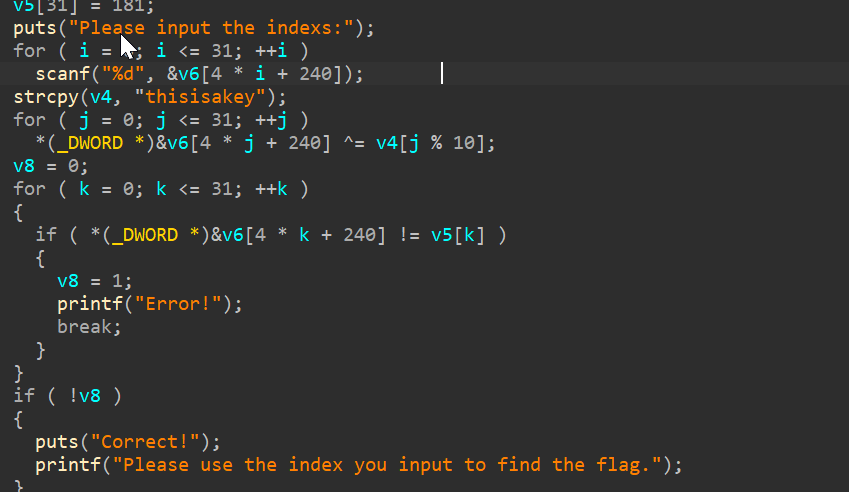 v5[31] = 181;
puts("Please input the indexs:");
for ( i = ; i <= 31; ++i )
scanf("%d", &v6[4 * i + 240]);
strcpy(v4, "thisisakey");
for ( j = 0; j <= 31; ++j )
*(_DWORD *)&v6[4 * j + 240] ^= v4[j % 10];
v8 = 0;
for ( k = 0; k <= 31; ++k )
{
if ( *(_DWORD *)&v6[4 * k + 240] != v5[k] )
{
v8 = 1;
printf("Error!");
break;
}
}
if ( !v8 )
{
puts("Correct!");
printf("Please use the index you input to find the flag.");
}